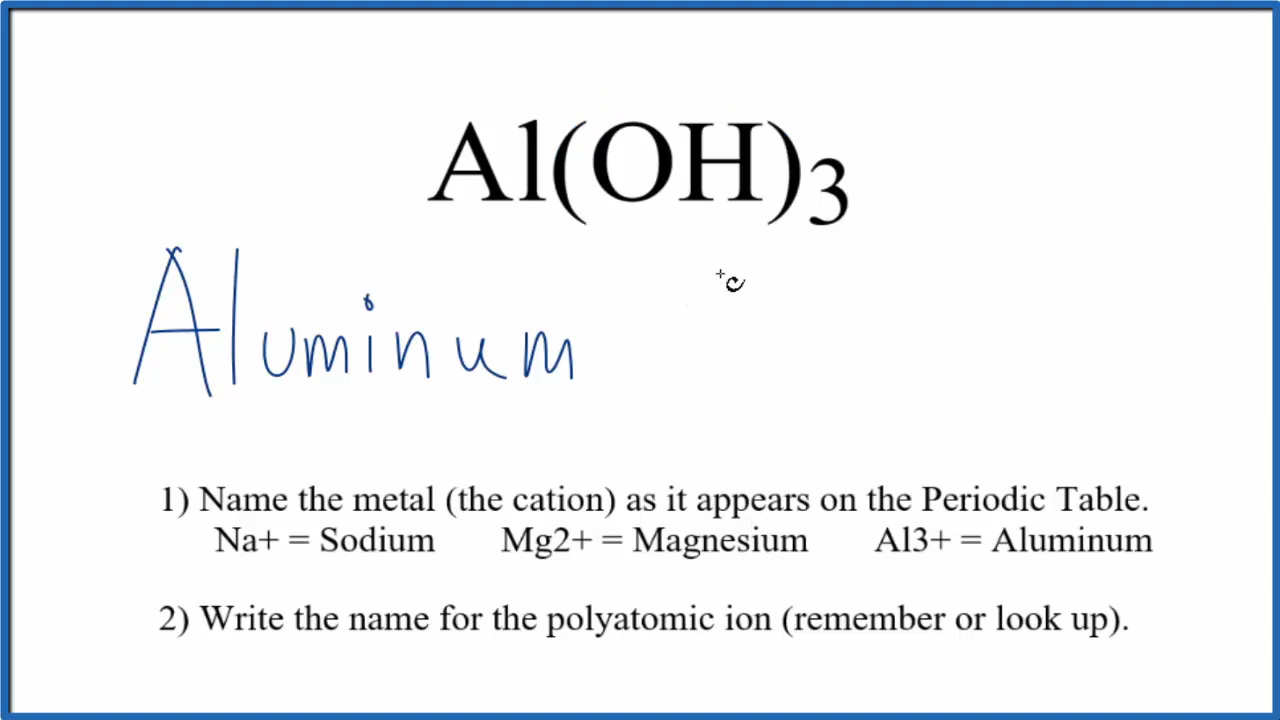 Al(OH)₃
Aluminum
1) Name the metal (the cation) as it appears on the Periodic Table.
Na+ = Sodium Mg2+ = Magnesium Al3+ = Aluminum
2) Write the name for the polyatomic ion (remember or look up).